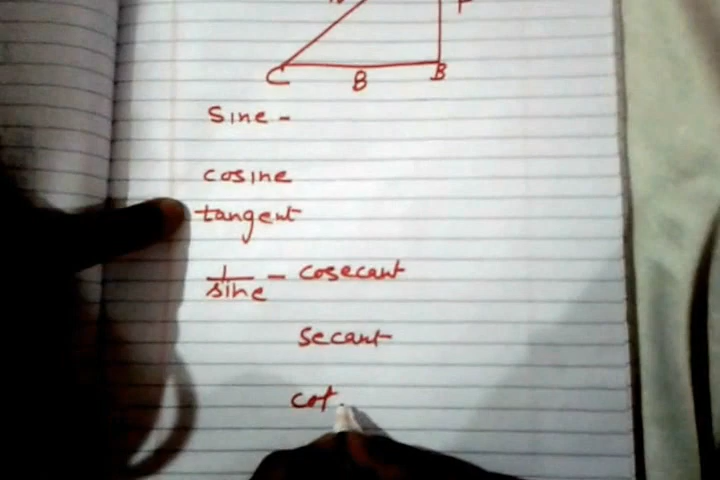 C B B
Sine -
cosine
tangent
1/sine - cosecant
secant
cot